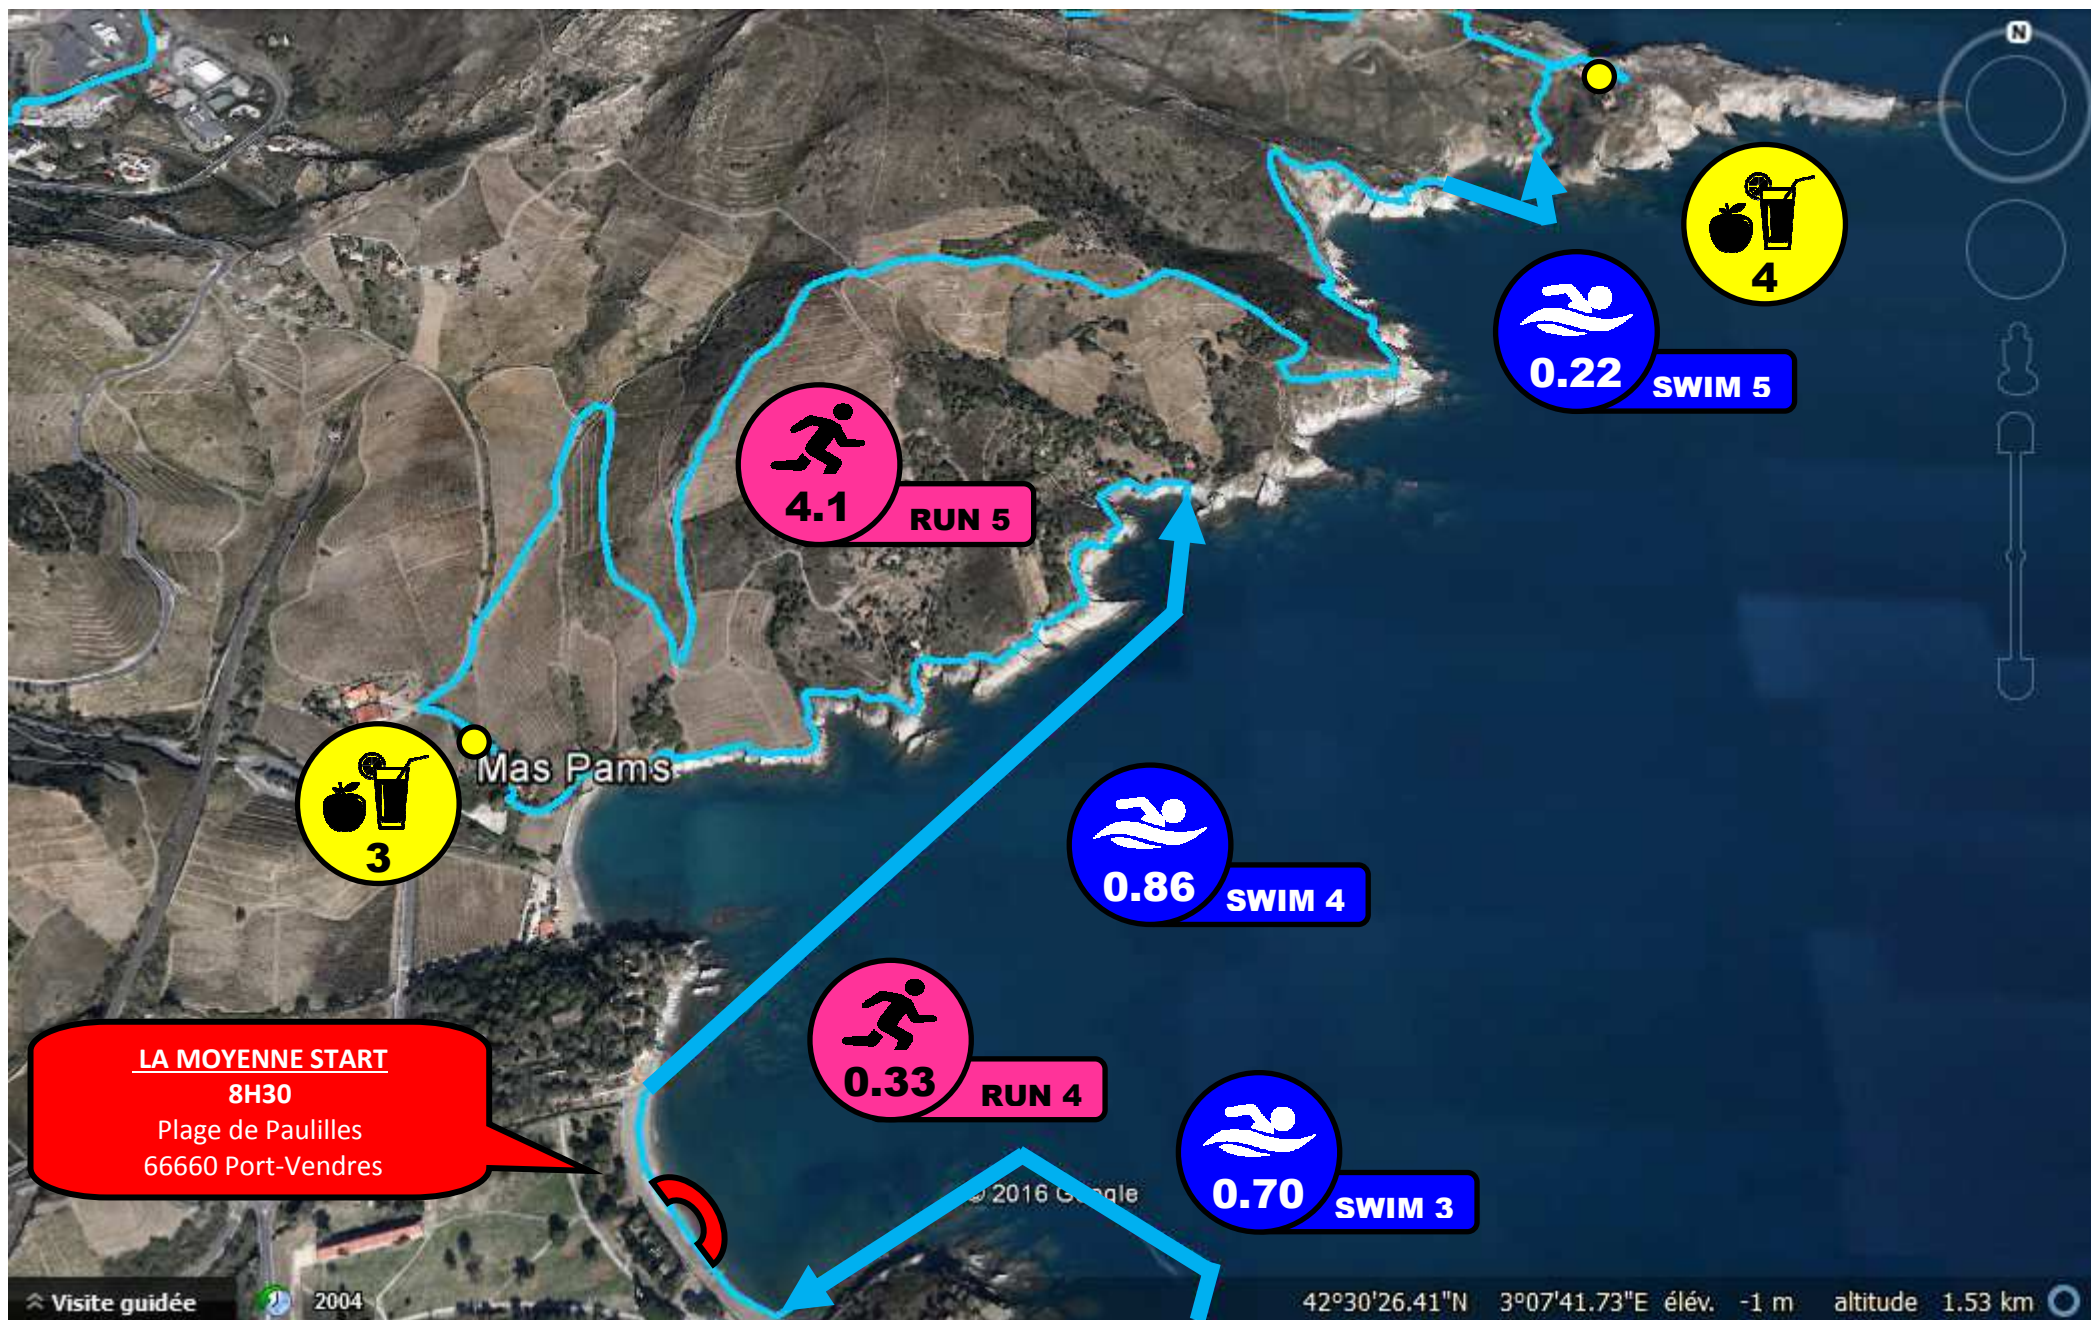 N
4
0.22
SWIM 5
4.1
RUN 5
Mas Pams
3
0.86
SWIM 4
0.33
RUN 4
LA MOYENNE START
8H30
Plage de Paulilles
66660 Port-Vendres
0.70
SWIM 3
© 2016 Google
Visite guidée
2004
42°30'26.41"N 3°07'41.73"E élév. -1 m altitude 1.53 km